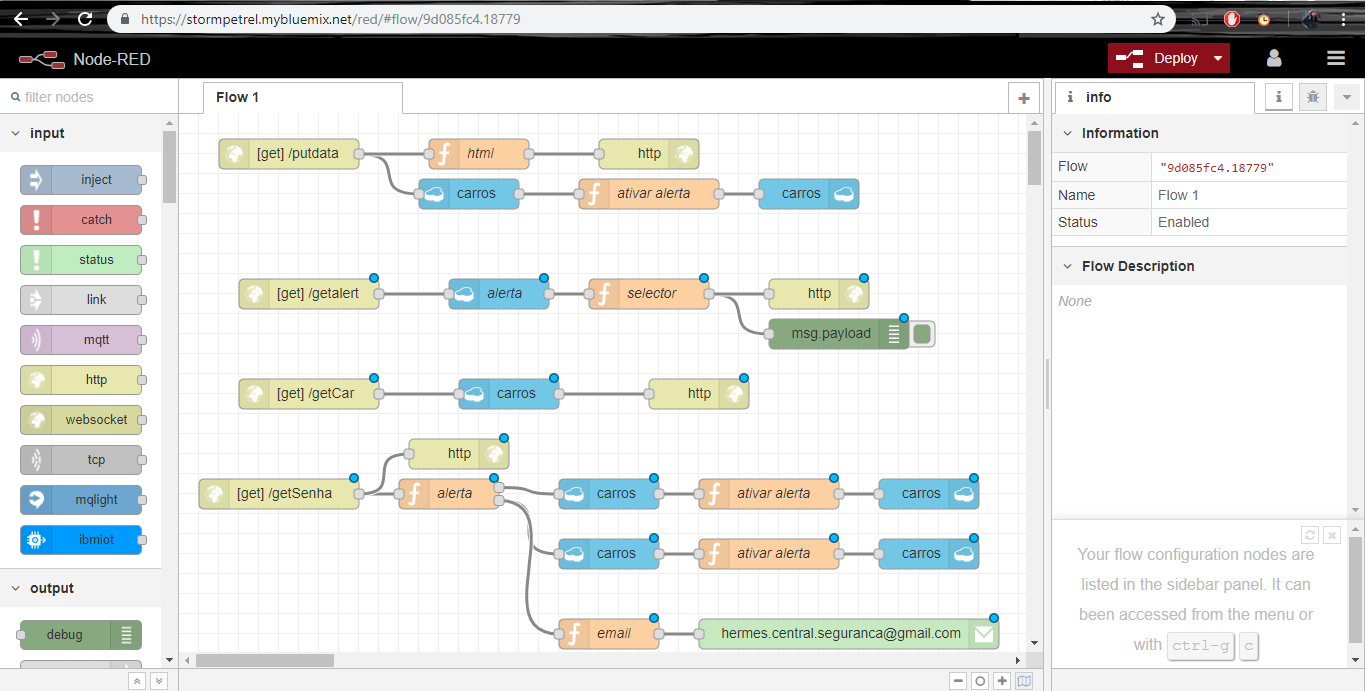 https://stormpetrel.mybluemix.net/red/#flow/9d085fc4.18779
Node-RED
Deploy
filter nodes
input
inject
catch
status
link
mqtt
http
websocket
tcp
mqlight
ibmiot
output
debug
Flow 1
[get] /putdata
html
http
carros
ativar alerta
carros
[get] /getalert
alerta
selector
http
msg.payload
[get] /getCar
carros
http
http
[get] /getSenha
alerta
carros
ativar alerta
carros
carros
ativar alerta
carros
email
hermes.central.seguranca@gmail.com
i info
i
Information
Flow "9d085fc4.18779"
Name Flow 1
Status Enabled
Flow Description
None
Your flow configuration nodes are
listed in the sidebar panel. It can
been accessed from the menu or
with ctrl-g c